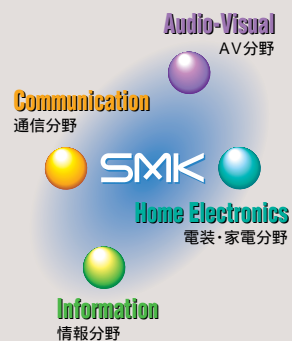 Audio-Visual
AV分野
Communication
通信分野
SMK
Home Electronics
電装・家電分野
Information
情報分野